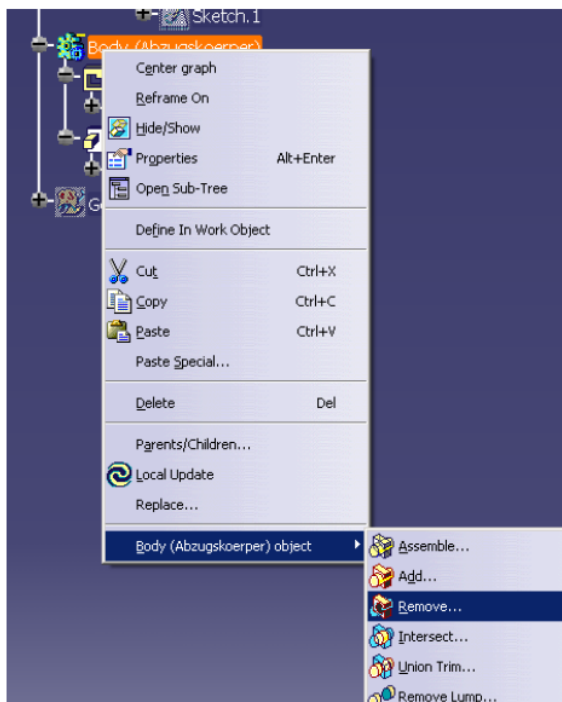 Sketch.1
Body (Abzugskoerper)
Center graph
Reframe On
Hide/Show
Properties Alt+Enter
Open Sub-Tree
Define In Work Object
Cut Ctrl+X
Copy Ctrl+C
Paste Ctrl+V
Paste Special...
Delete Del
Parents/Children...
Local Update
Replace...
Body (Abzugskoerper) object
Assemble...
Add...
Remove...
Intersect...
Union Trim...
Remove Lump...